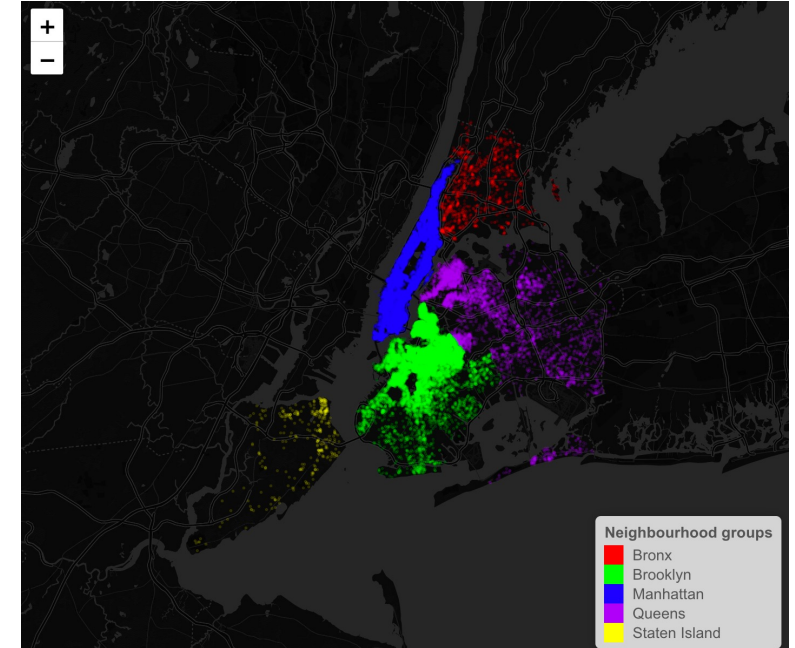 +
−
Neighbourhood groups
Bronx
Brooklyn
Manhattan
Queens
Staten Island